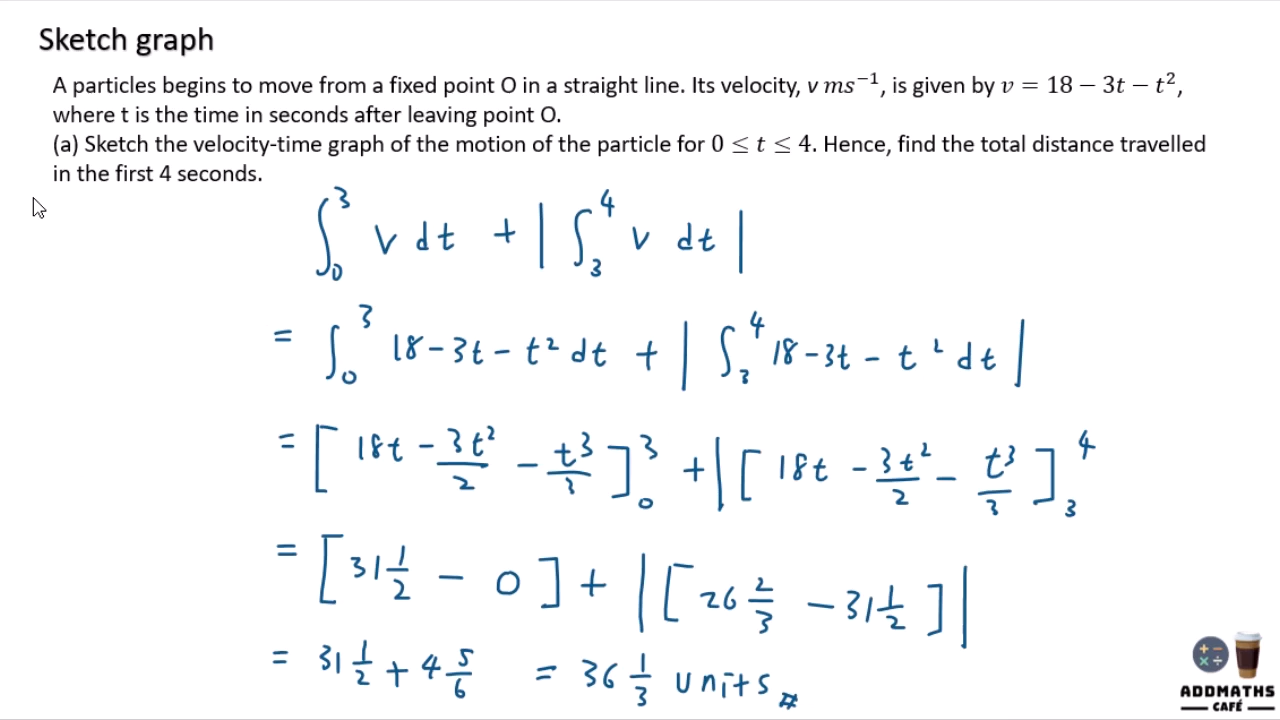 Sketch graph
A particles begins to move from a fixed point O in a straight line. Its velocity, v ms⁻¹, is given by v = 18 − 3t − t²,
where t is the time in seconds after leaving point O.
(a) Sketch the velocity-time graph of the motion of the particle for 0 ≤ t ≤ 4. Hence, find the total distance travelled
in the first 4 seconds.
∫₀³ v dt + | ∫₃⁴ v dt |
= ∫₀³ 18 - 3t - t² dt + | ∫₃⁴ 18 - 3t - t² dt |
= [ 18t - 3t²/2 - t³/3 ]₀³ + | [ 18t - 3t²/2 - t³/3 ]₃⁴
= [ 31 1/2 - 0 ] + | [ 26 2/3 - 31 1/2 ] |
= 31 1/2 + 4 5/6 = 36 1/3 units #
ADDMATHS
CAFÉ